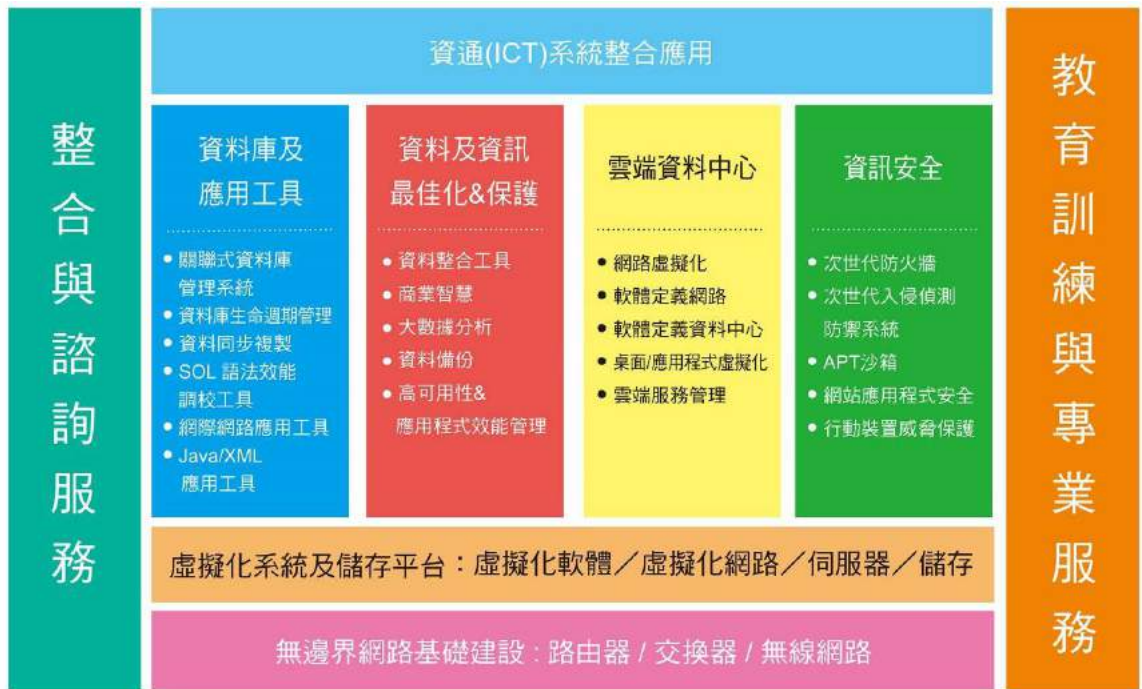 整合與諮詢服務
資通(ICT)系統整合應用
資料庫及
應用工具
● 關聯式資料庫
管理系統
● 資料庫生命週期管理
● 資料同步複製
● SOL 語法效能
調校工具
● 網際網路應用工具
● Java/XML
應用工具
資料及資訊
最佳化&保護
● 資料整合工具
● 商業智慧
● 大數據分析
● 資料備份
● 高可用性&
應用程式效能管理
雲端資料中心
● 網路虛擬化
● 軟體定義網路
● 軟體定義資料中心
● 桌面/應用程式虛擬化
● 雲端服務管理
資訊安全
● 次世代防火牆
● 次世代入侵偵測
防禦系統
● APT沙箱
● 網站應用程式安全
● 行動裝置威脅保護
虛擬化系統及儲存平台：虛擬化軟體／虛擬化網路／伺服器／儲存
無邊界網路基礎建設 : 路由器 / 交換器 / 無線網路
教育訓練與專業服務